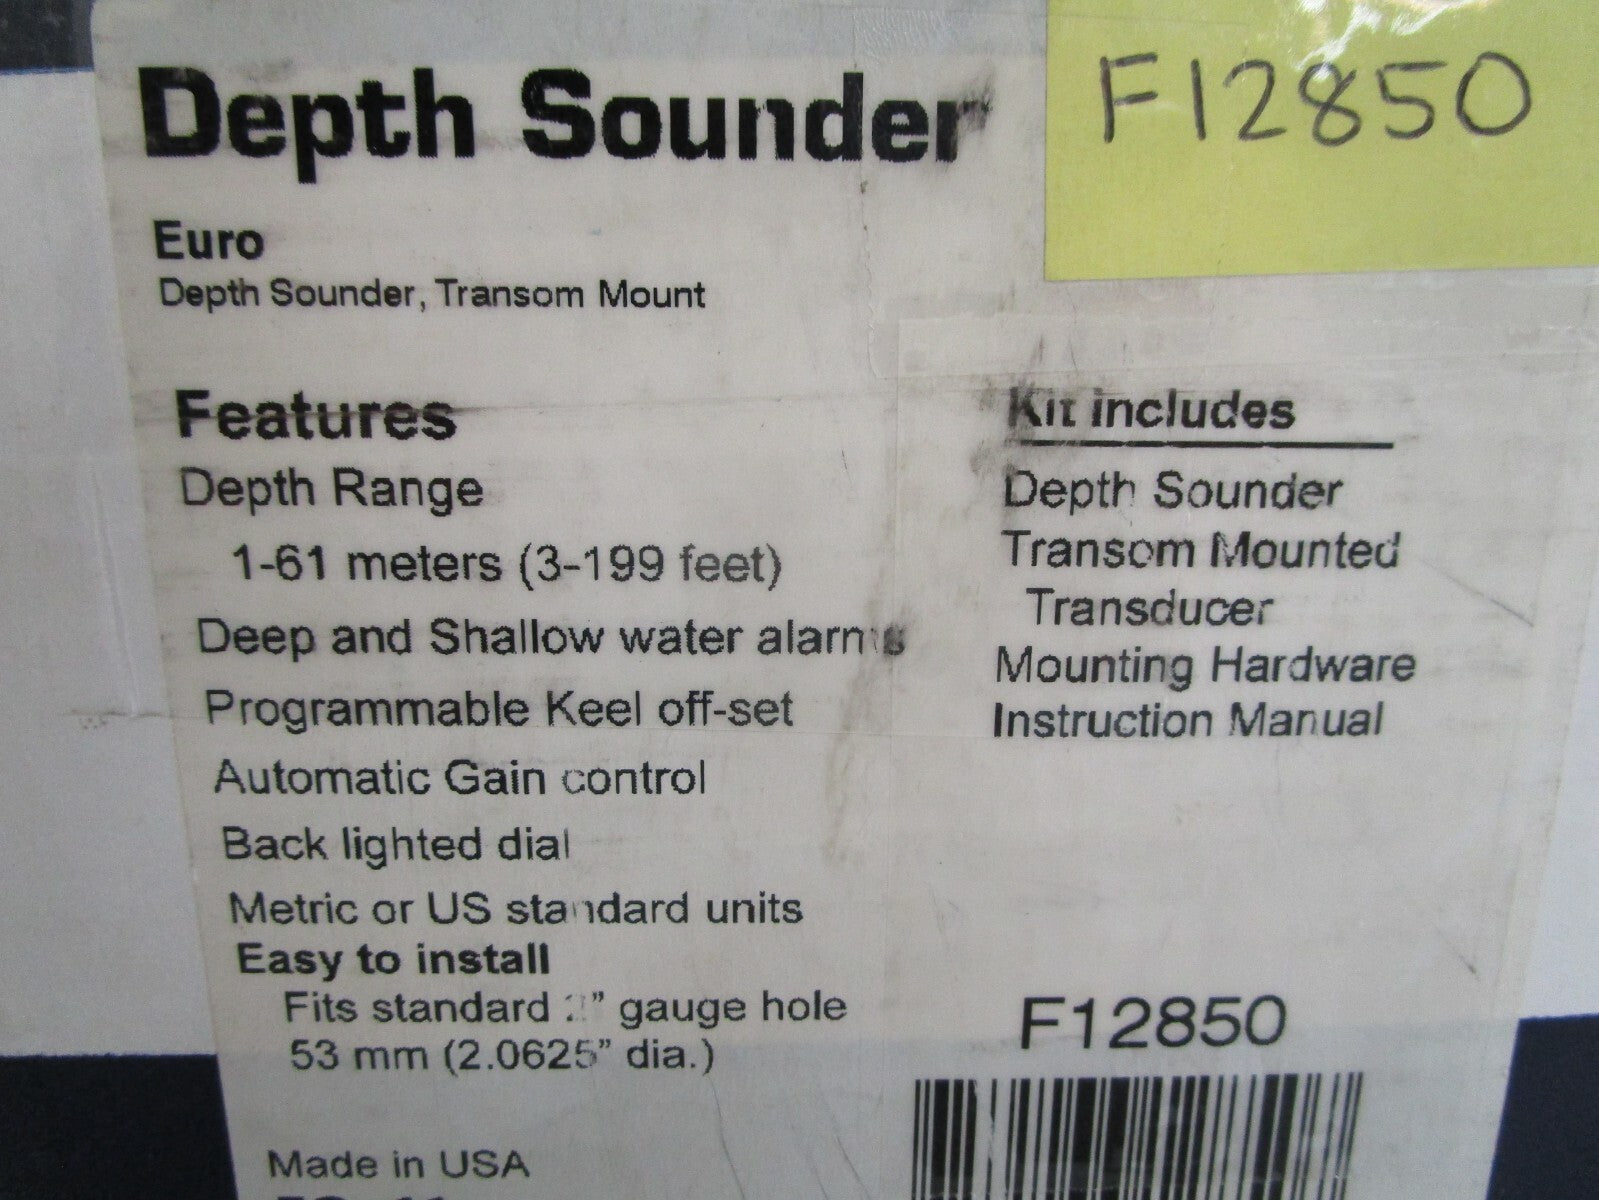 Depth Sounder
F12850
Euro
Depth Sounder, Transom Mount
Features
Depth Range
1-61 meters (3-199 feet)
Deep and Shallow water alarms
Programmable Keel off-set
Automatic Gain control
Back lighted dial
Metric or US standard units
Easy to install
Fits standard ” gauge hole
53 mm (2.0625” dia.)
Made in USA
Kit includes
Depth Sounder
Transom Mounted
Transducer
Mounting Hardware
Instruction Manual
F12850